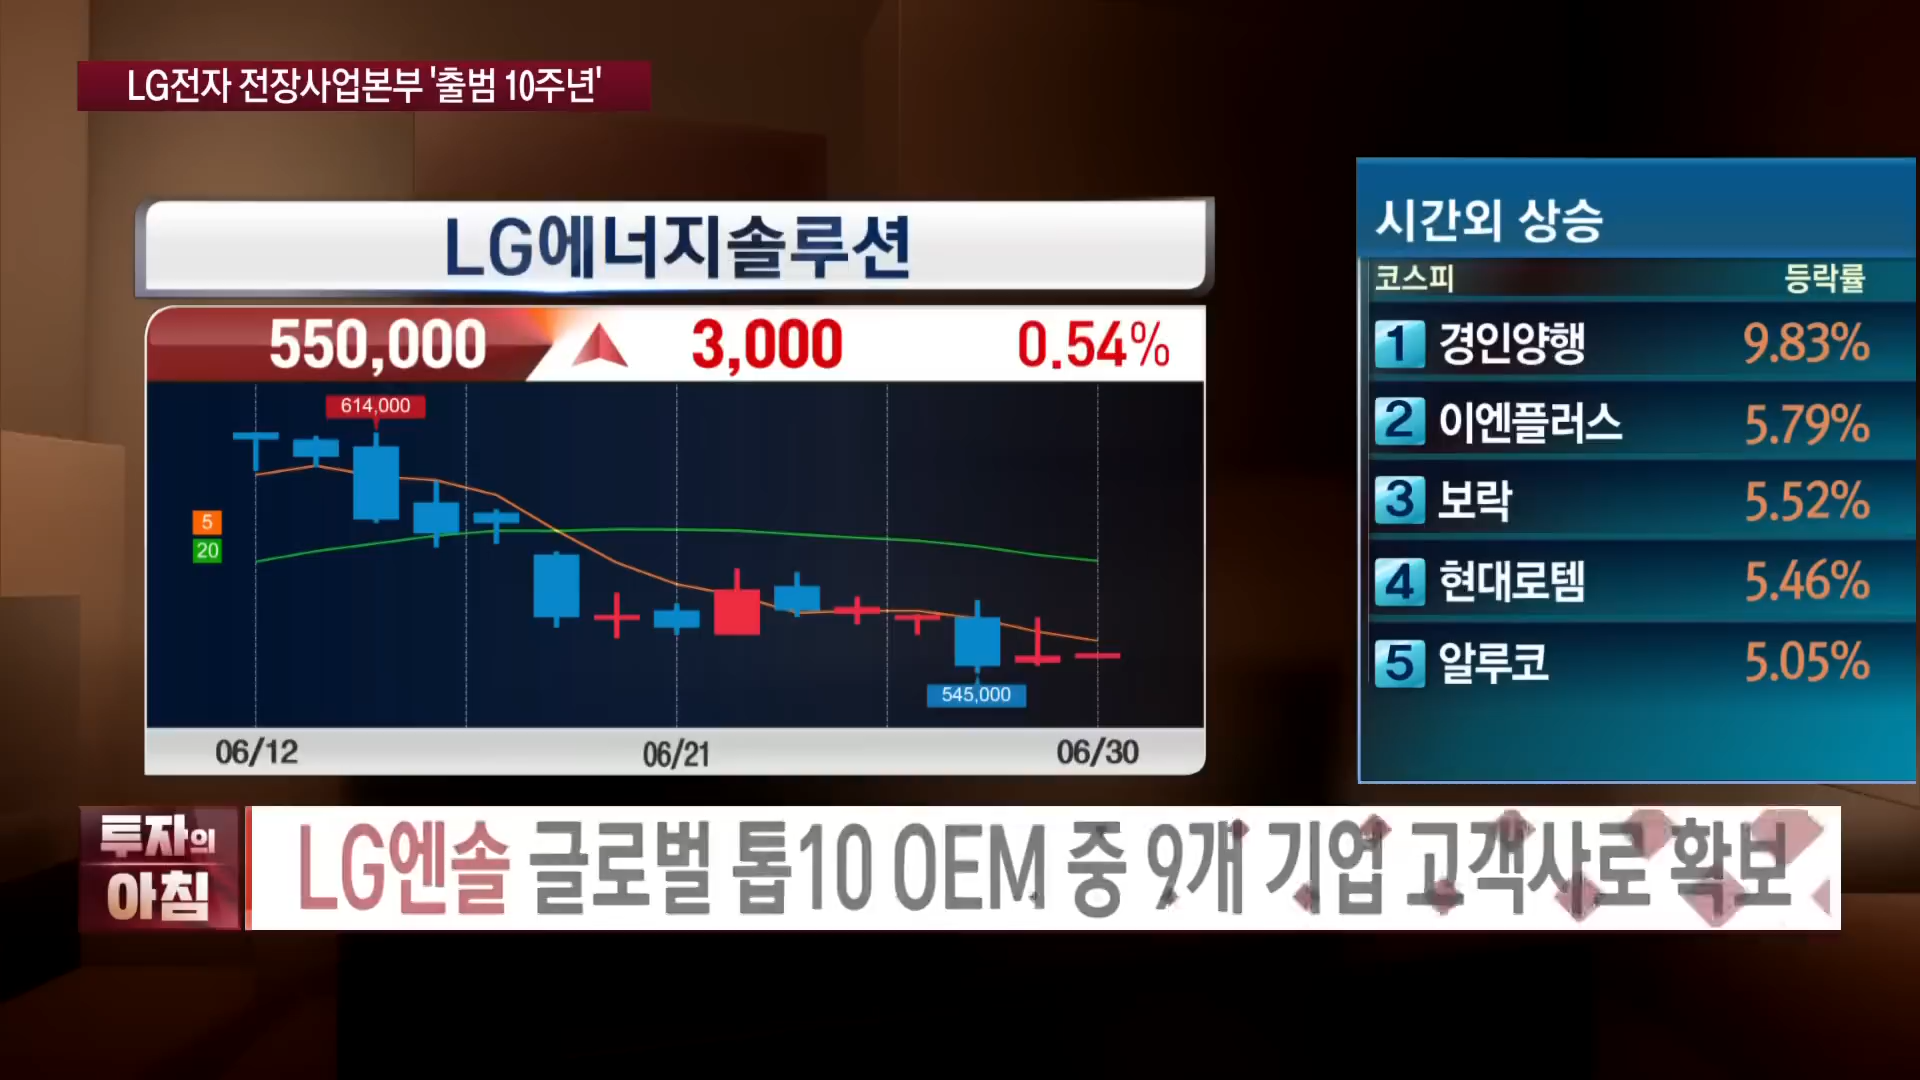 LG전자 전장사업본부 '출범 10주년'
LG에너지솔루션
550,000 3,000 0.54%
614,000
5
20
545,000
06/12 06/21 06/30
시간외 상승
코스피 등락률
1 경인양행 9.83%
2 이엔플러스 5.79%
3 보락 5.52%
4 현대로템 5.46%
5 알루코 5.05%
투자의
아침
LG엔솔 글로벌 톱10 OEM 중 9개 기업 고객사로 확보